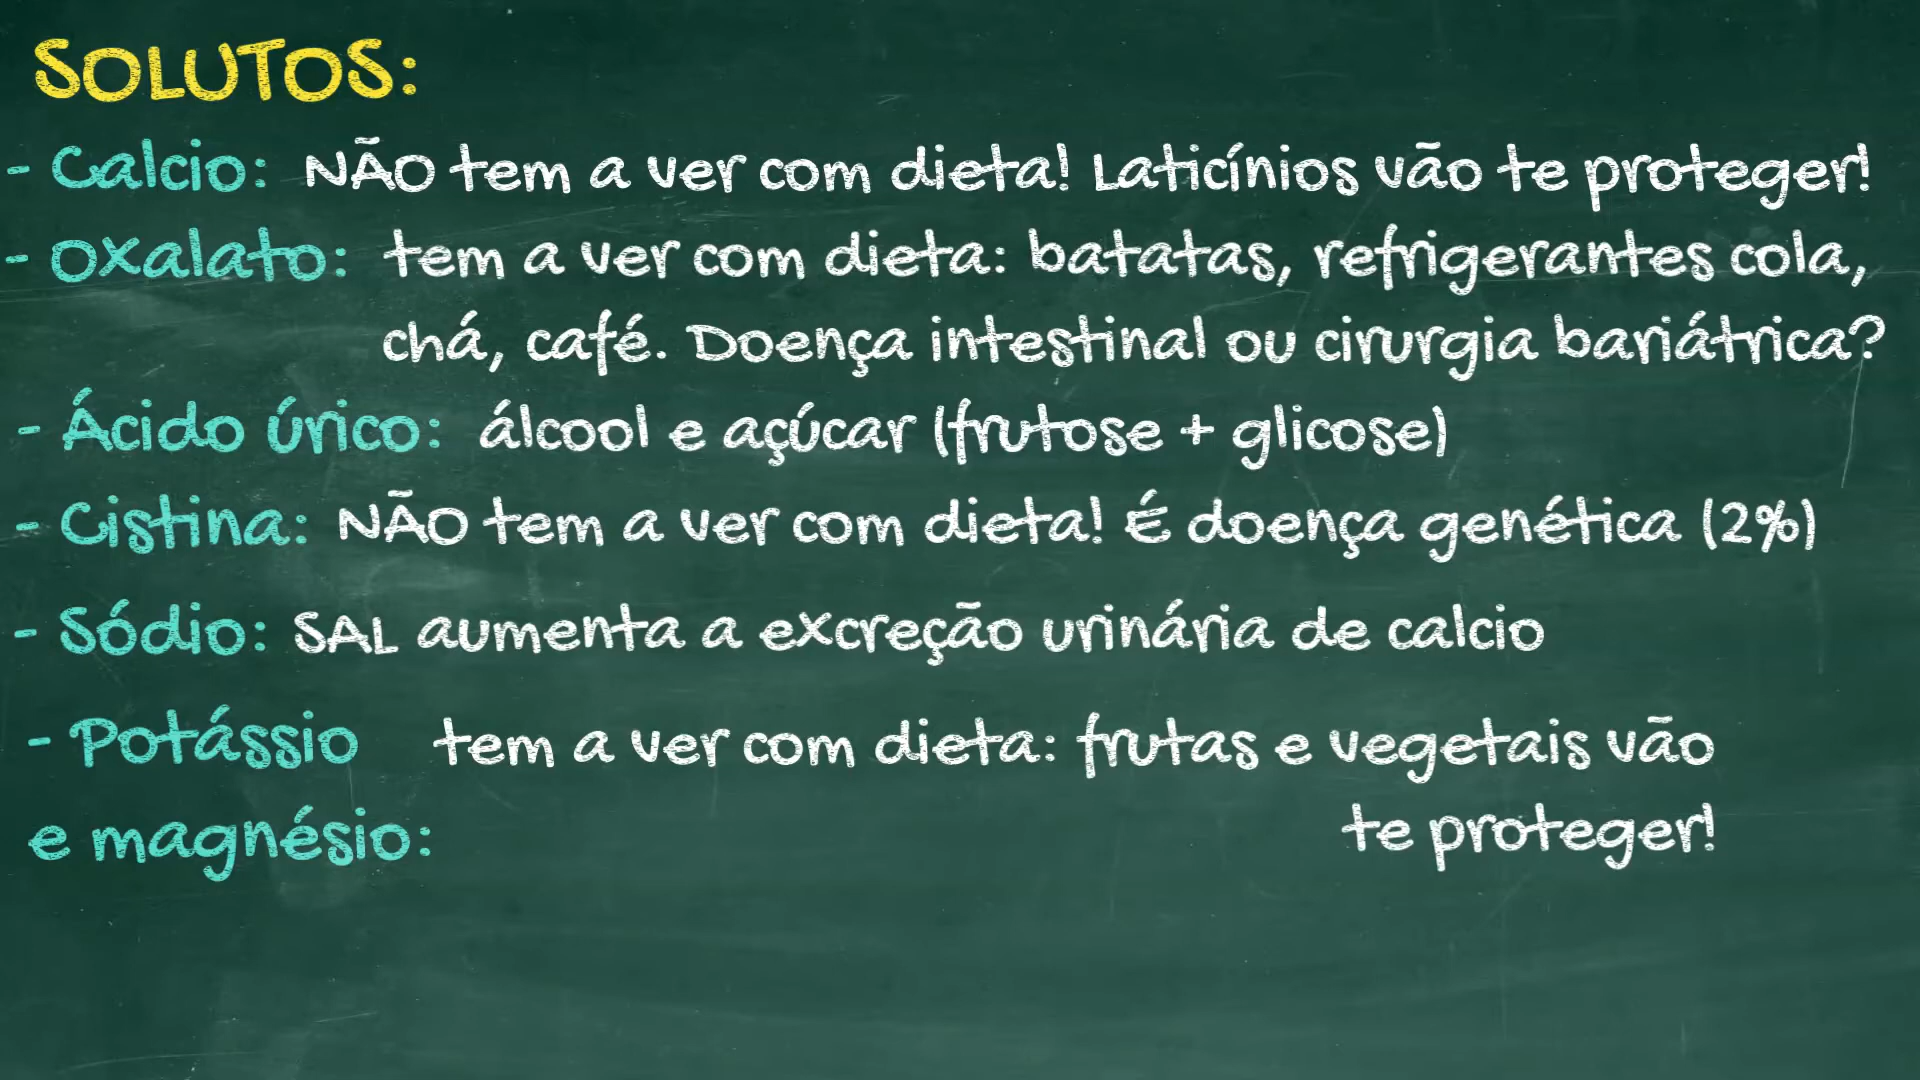 SOLUTOS:
- Calcio: NÃO tem a ver com dieta! Laticínios vão te proteger!
- Oxalato: tem a ver com dieta: batatas, refrigerantes cola,
chá, café. Doença intestinal ou cirurgia bariátrica?
- Ácido úrico: álcool e açúcar (frutose + glicose)
- Cistina: NÃO tem a ver com dieta! É doença genética (2%)
- Sódio: SAL aumenta a excreção urinária de calcio
- Potássio tem a ver com dieta: frutas e vegetais vão
e magnésio: te proteger!